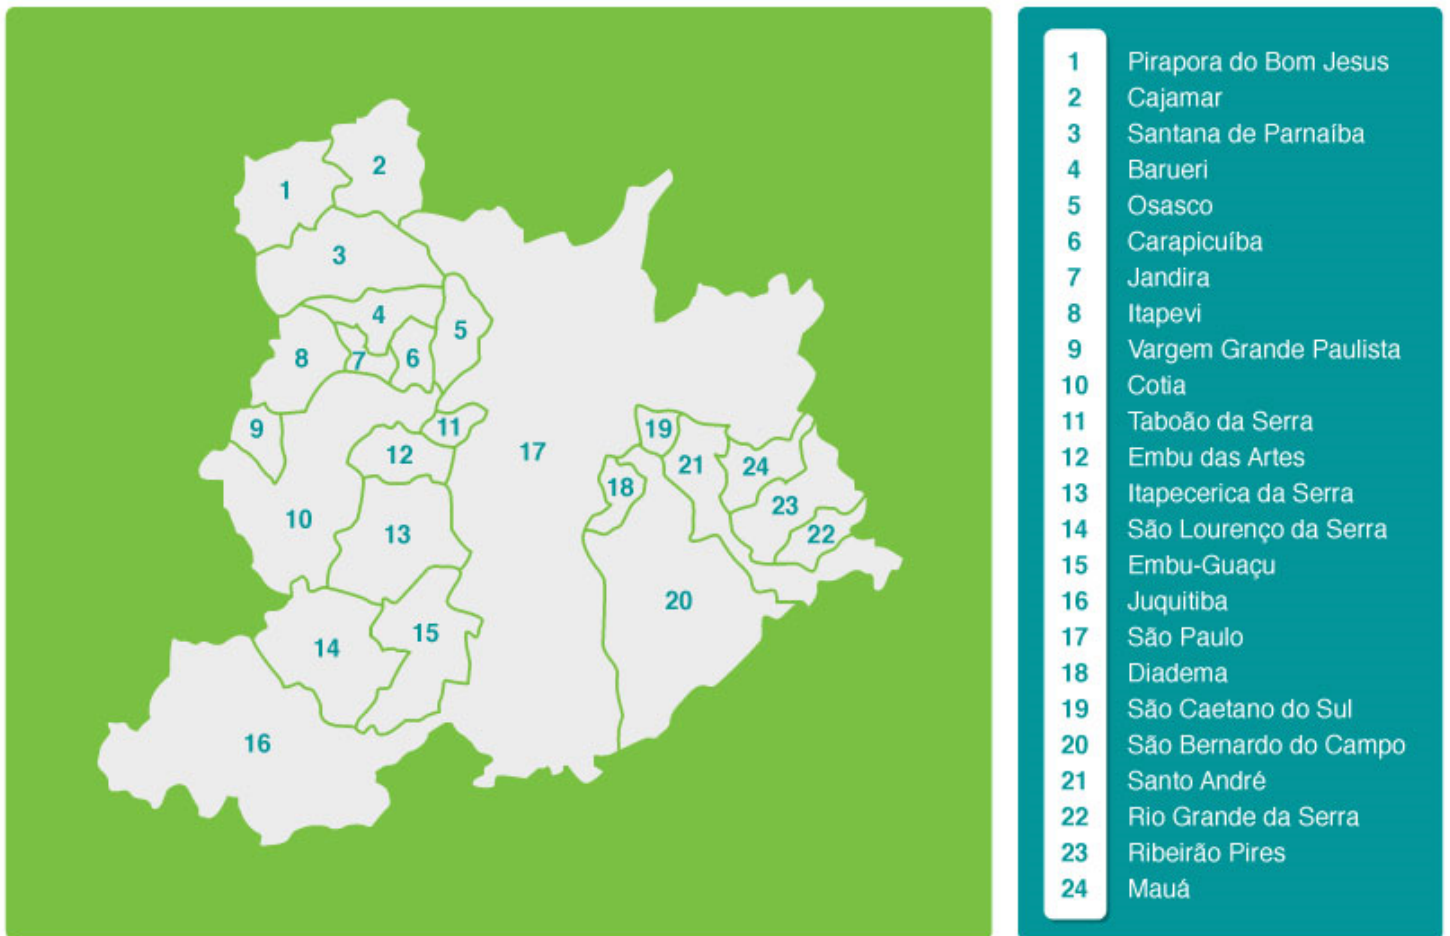 2
1
3
4
5
8
7
6
9
11
17
19
12
21
24
18
23
10
13
22
20
15
14
16
1 Pirapora do Bom Jesus
2 Cajamar
3 Santana de Parnaíba
4 Barueri
5 Osasco
6 Carapicuíba
7 Jandira
8 Itapevi
9 Vargem Grande Paulista
10 Cotia
11 Taboão da Serra
12 Embu das Artes
13 Itapecerica da Serra
14 São Lourenço da Serra
15 Embu-Guaçu
16 Juquitiba
17 São Paulo
18 Diadema
19 São Caetano do Sul
20 São Bernardo do Campo
21 Santo André
22 Rio Grande da Serra
23 Ribeirão Pires
24 Mauá